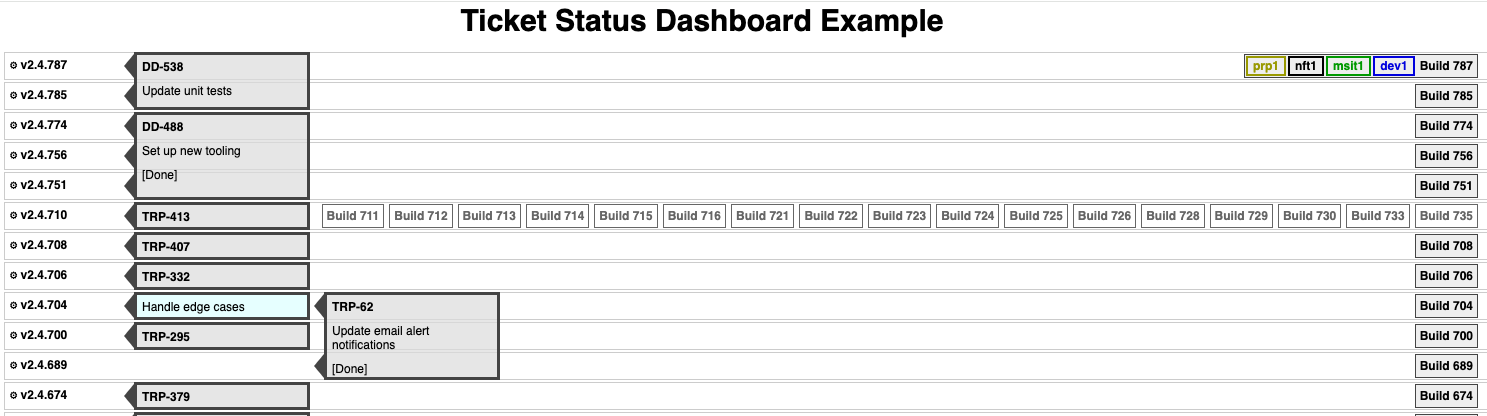 Ticket Status Dashboard Example
v2.4.787 DD-538 prp1 nft1 msit1 dev1 Build 787
Update unit tests
v2.4.785 Build 785
v2.4.774 DD-488 Build 774
Set up new tooling
v2.4.756 Build 756
[Done]
v2.4.751 Build 751
v2.4.710 TRP-413 Build 711 Build 712 Build 713 Build 714 Build 715 Build 716 Build 721 Build 722 Build 723 Build 724 Build 725 Build 726 Build 728 Build 729 Build 730 Build 733 Build 735
v2.4.708 TRP-407 Build 708
v2.4.706 TRP-332 Build 706
v2.4.704 Handle edge cases TRP-62 Build 704
Update email alert
v2.4.700 TRP-295 Build 700
notifications
v2.4.689 Build 689
[Done]
v2.4.674 TRP-379 Build 674